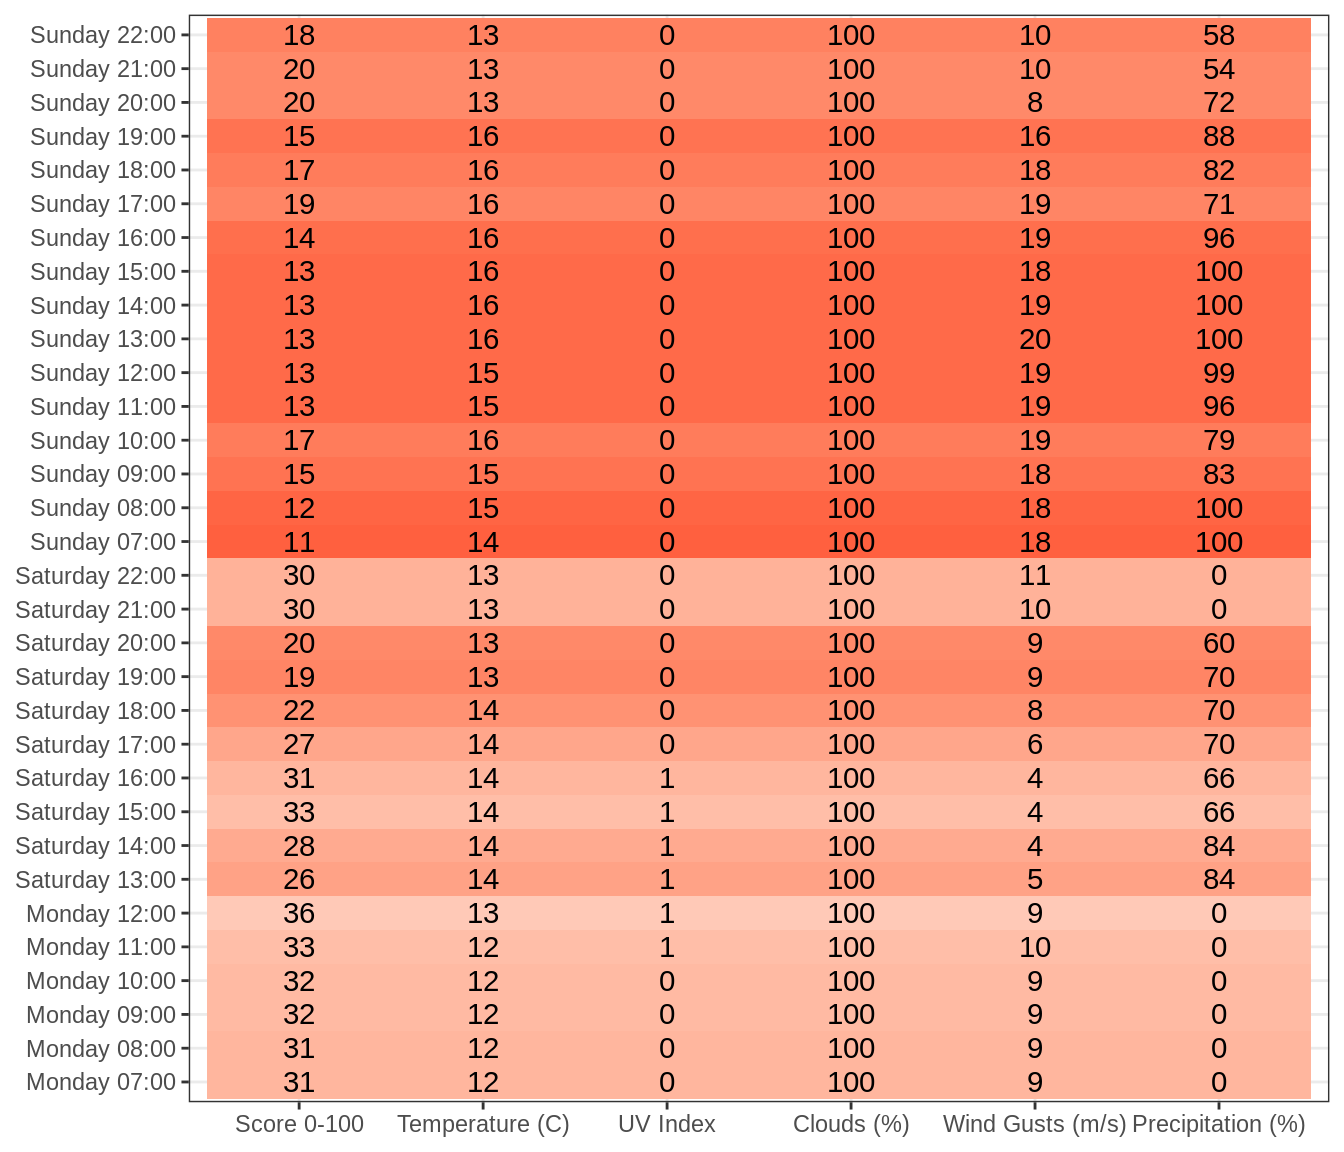 Sunday 22:00 18 13 0 100 10 58
Sunday 21:00 20 13 0 100 10 54
Sunday 20:00 20 13 0 100 8 72
Sunday 19:00 15 16 0 100 16 88
Sunday 18:00 17 16 0 100 18 82
Sunday 17:00 19 16 0 100 19 71
Sunday 16:00 14 16 0 100 19 96
Sunday 15:00 13 16 0 100 18 100
Sunday 14:00 13 16 0 100 19 100
Sunday 13:00 13 16 0 100 20 100
Sunday 12:00 13 15 0 100 19 99
Sunday 11:00 13 15 0 100 19 96
Sunday 10:00 17 16 0 100 19 79
Sunday 09:00 15 15 0 100 18 83
Sunday 08:00 12 15 0 100 18 100
Sunday 07:00 11 14 0 100 18 100
Saturday 22:00 30 13 0 100 11 0
Saturday 21:00 30 13 0 100 10 0
Saturday 20:00 20 13 0 100 9 60
Saturday 19:00 19 13 0 100 9 70
Saturday 18:00 22 14 0 100 8 70
Saturday 17:00 27 14 0 100 6 70
Saturday 16:00 31 14 1 100 4 66
Saturday 15:00 33 14 1 100 4 66
Saturday 14:00 28 14 1 100 4 84
Saturday 13:00 26 14 1 100 5 84
Monday 12:00 36 13 1 100 9 0
Monday 11:00 33 12 1 100 10 0
Monday 10:00 32 12 0 100 9 0
Monday 09:00 32 12 0 100 9 0
Monday 08:00 31 12 0 100 9 0
Monday 07:00 31 12 0 100 9 0
Score 0-100 Temperature (C) UV Index Clouds (%) Wind Gusts (m/s) Precipitation (%)